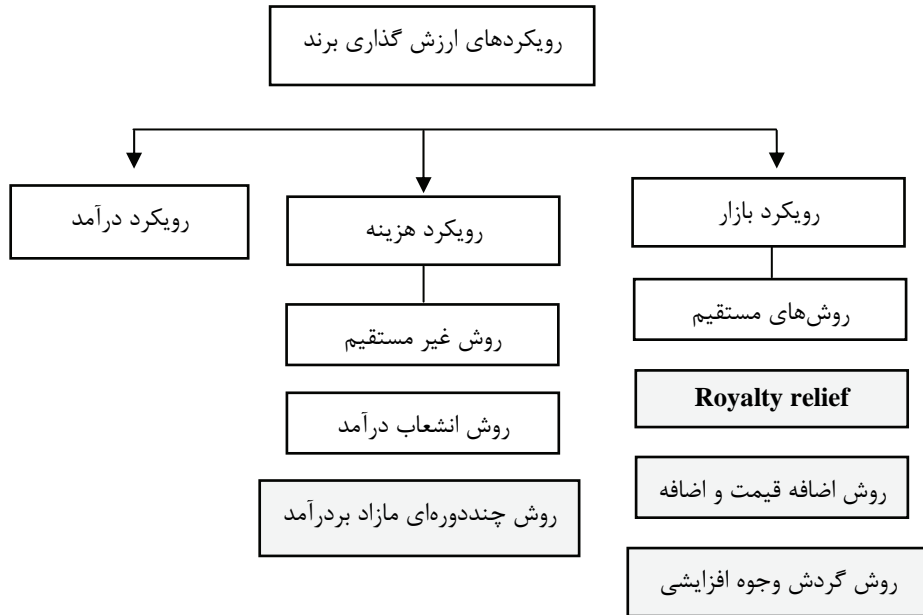 رویکردهای ارزش گذاری برند
رویکرد بازار
رویکرد هزینه
رویکرد درآمد
روش‌های مستقیم
روش غیر مستقیم
Royalty relief
روش انشعاب درآمد
روش اضافه قیمت و اضافه
روش چنددوره‌ای مازاد بردرآمد
روش گردش وجوه افزایشی